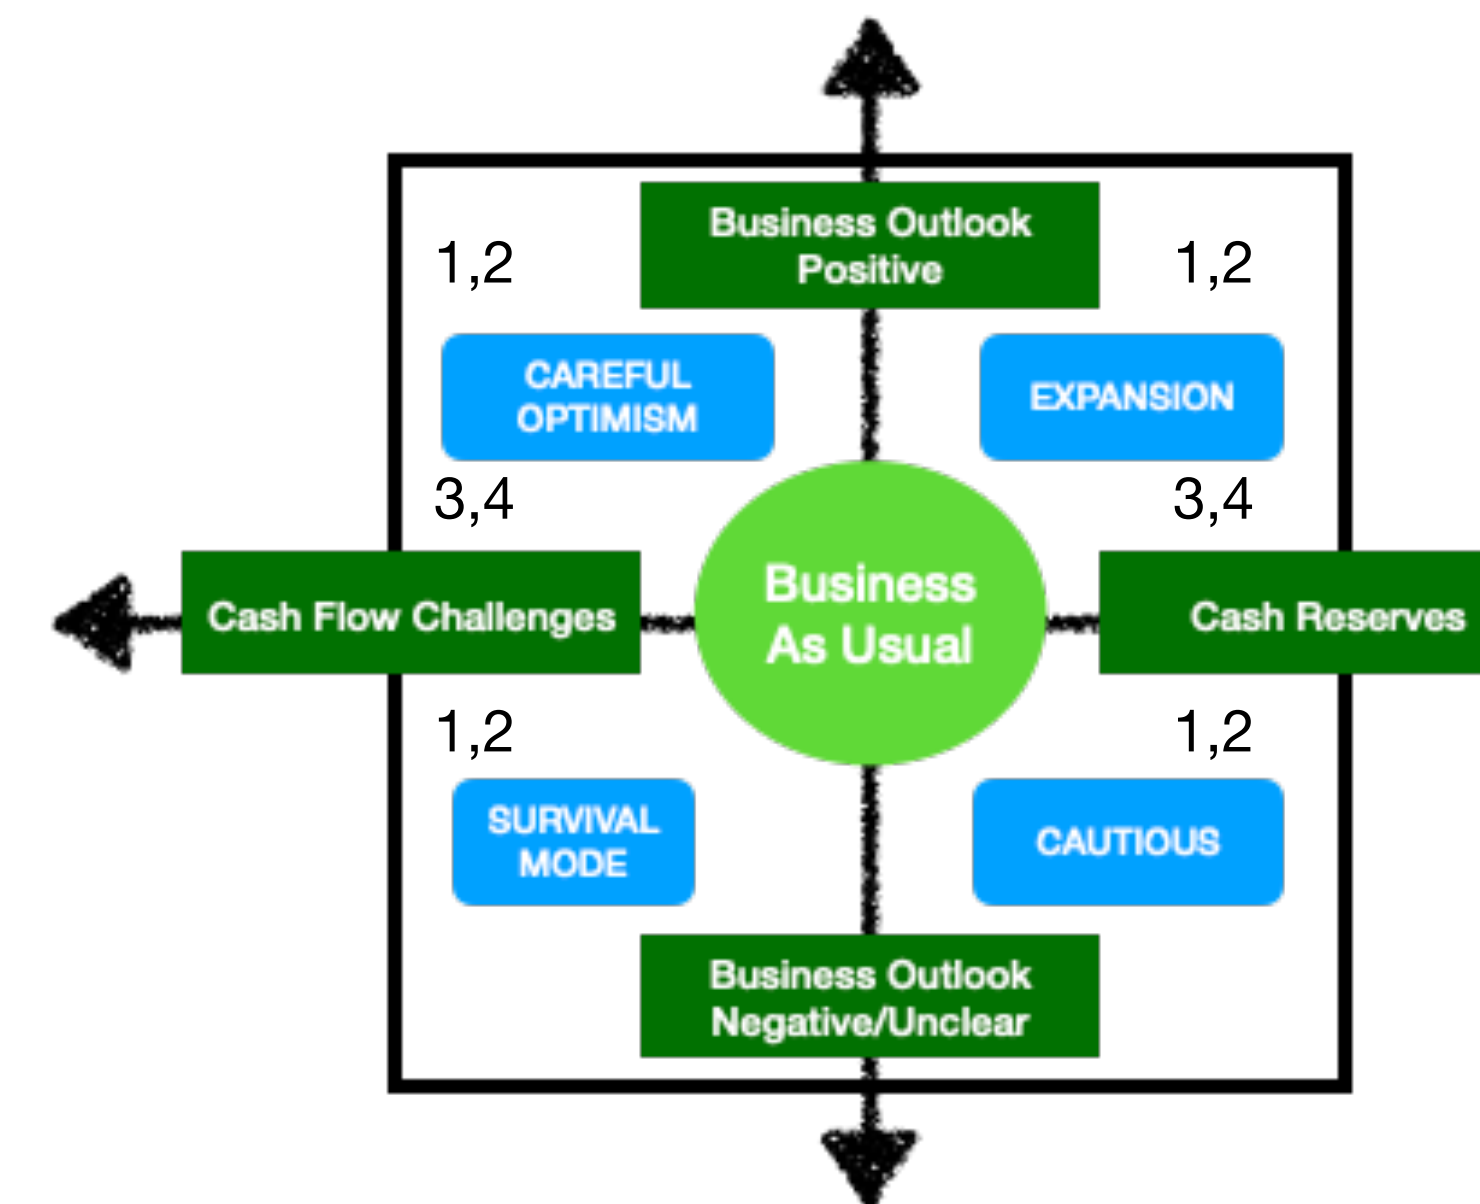 Business Outlook
Positive
1,2
1,2
CAREFUL
OPTIMISM
EXPANSION
3,4
3,4
Cash Flow Challenges
Business
As Usual
Cash Reserves
1,2
1,2
SURVIVAL
MODE
CAUTIOUS
Business Outlook
Negative/Unclear